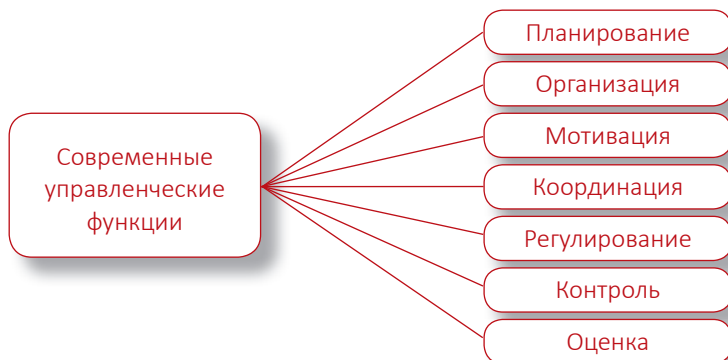 Современные
управленческие
функции
Планирование
Организация
Мотивация
Координация
Регулирование
Контроль
Оценка